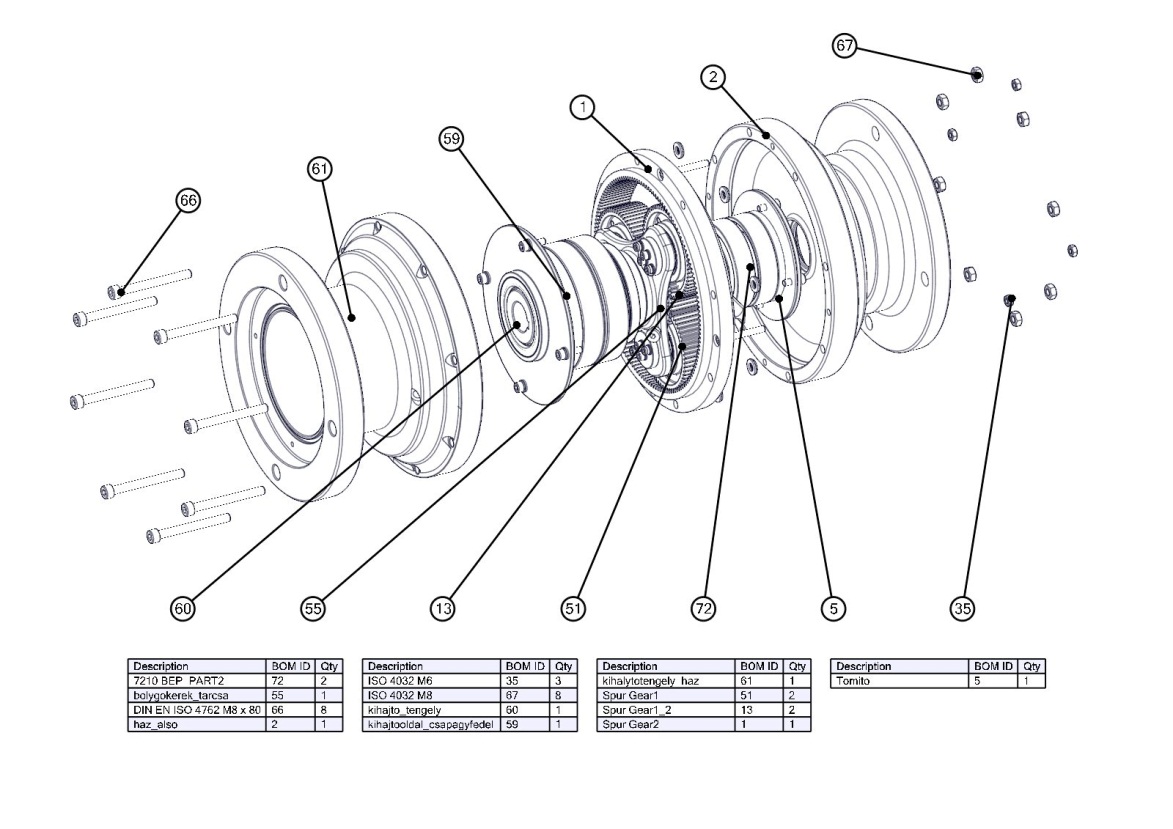 67
2
1
59
61
66
60
55
13
51
72
5
35
Description BOM ID Qty
7210 BEP PART2 72 2
bolygokerek_tarcsa 55 1
DIN EN ISO 4762 M8 x 80 66 8
haz_also 2 1
Description BOM ID Qty
ISO 4032 M6 35 3
ISO 4032 M8 67 8
kihajto_tengely 60 1
kihajtooldal_csapagyfedel 59 1
Description BOM ID Qty
kihalytotengely_haz 61 1
Spur Gear1 51 2
Spur Gear1_2 13 2
Spur Gear2 1 1
Description BOM ID Qty
Tomito 5 1